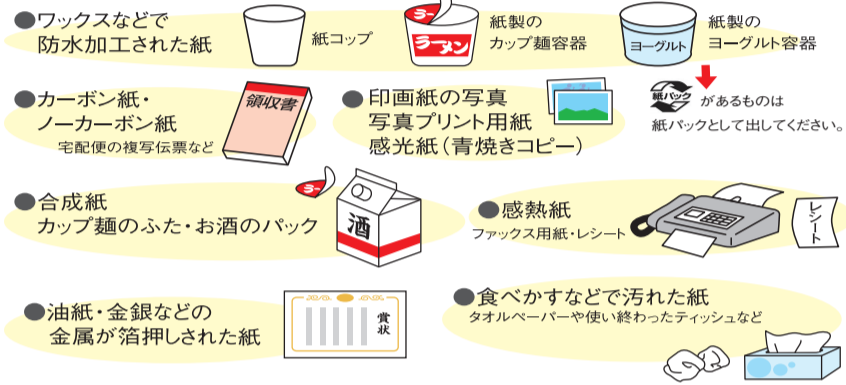 ●ワックスなどで
防水加工された紙
紙コップ
ラー
ラーメン
紙製の
カップ麺容器
ヨーグルト
紙製の
ヨーグルト容器
紙パック があるものは
紙パックとして出してください。
●カーボン紙・
ノーカーボン紙
宅配便の複写伝票など
領収書
●印画紙の写真
写真プリント用紙
感光紙（青焼きコピー）
●合成紙
カップ麺のふた・お酒のパック
ラー
酒
●感熱紙
ファックス用紙・レシート
レシート
●油紙・金銀などの
金属が箔押しされた紙
賞状
●食べかすなどで汚れた紙
タオルペーパーや使い終わったティッシュなど